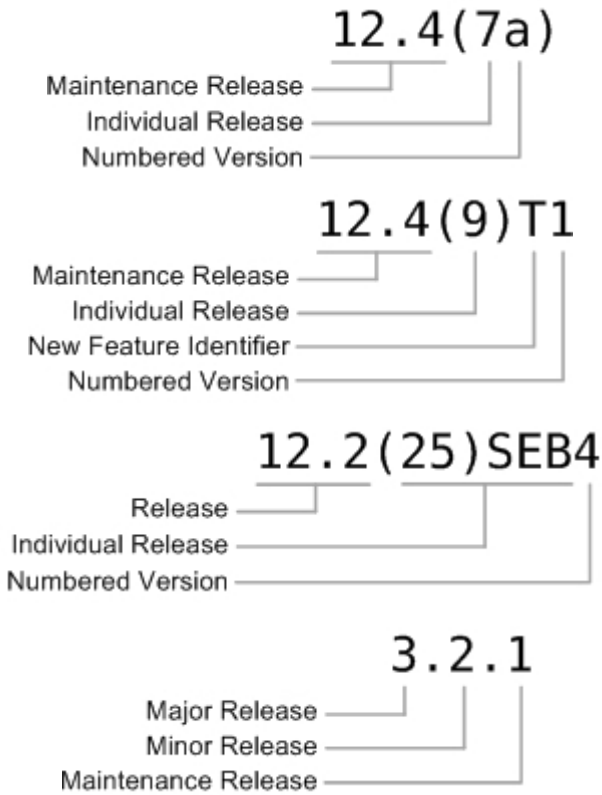 12.4(7a)
Maintenance Release
Individual Release
Numbered Version
12.4(9)T1
Maintenance Release
Individual Release
New Feature Identifier
Numbered Version
12.2(25)SEB4
Release
Individual Release
Numbered Version
3.2.1
Major Release
Minor Release
Maintenance Release